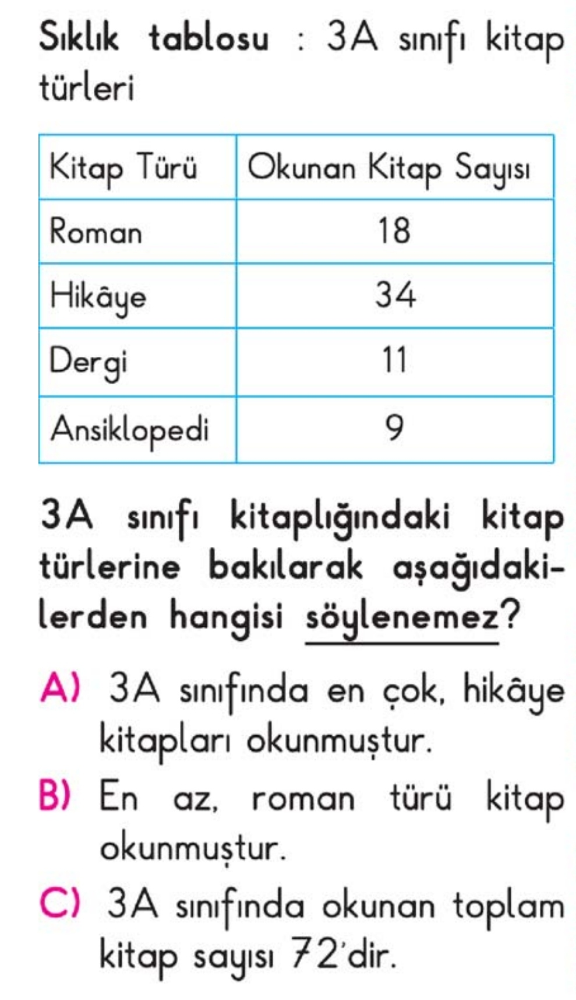 Sıklık tablosu : 3A sınıfı kitap
türleri
Kitap Türü Okunan Kitap Sayısı
Roman 18
Hikâye 34
Dergi 11
Ansiklopedi 9
3A sınıfı kitaplığındaki kitap
türlerine bakılarak aşağıdaki-
lerden hangisi söylenemez?
A) 3A sınıfında en çok, hikâye
kitapları okunmuştur.
B) En az, roman türü kitap
okunmuştur.
C) 3A sınıfında okunan toplam
kitap sayısı 72'dir.